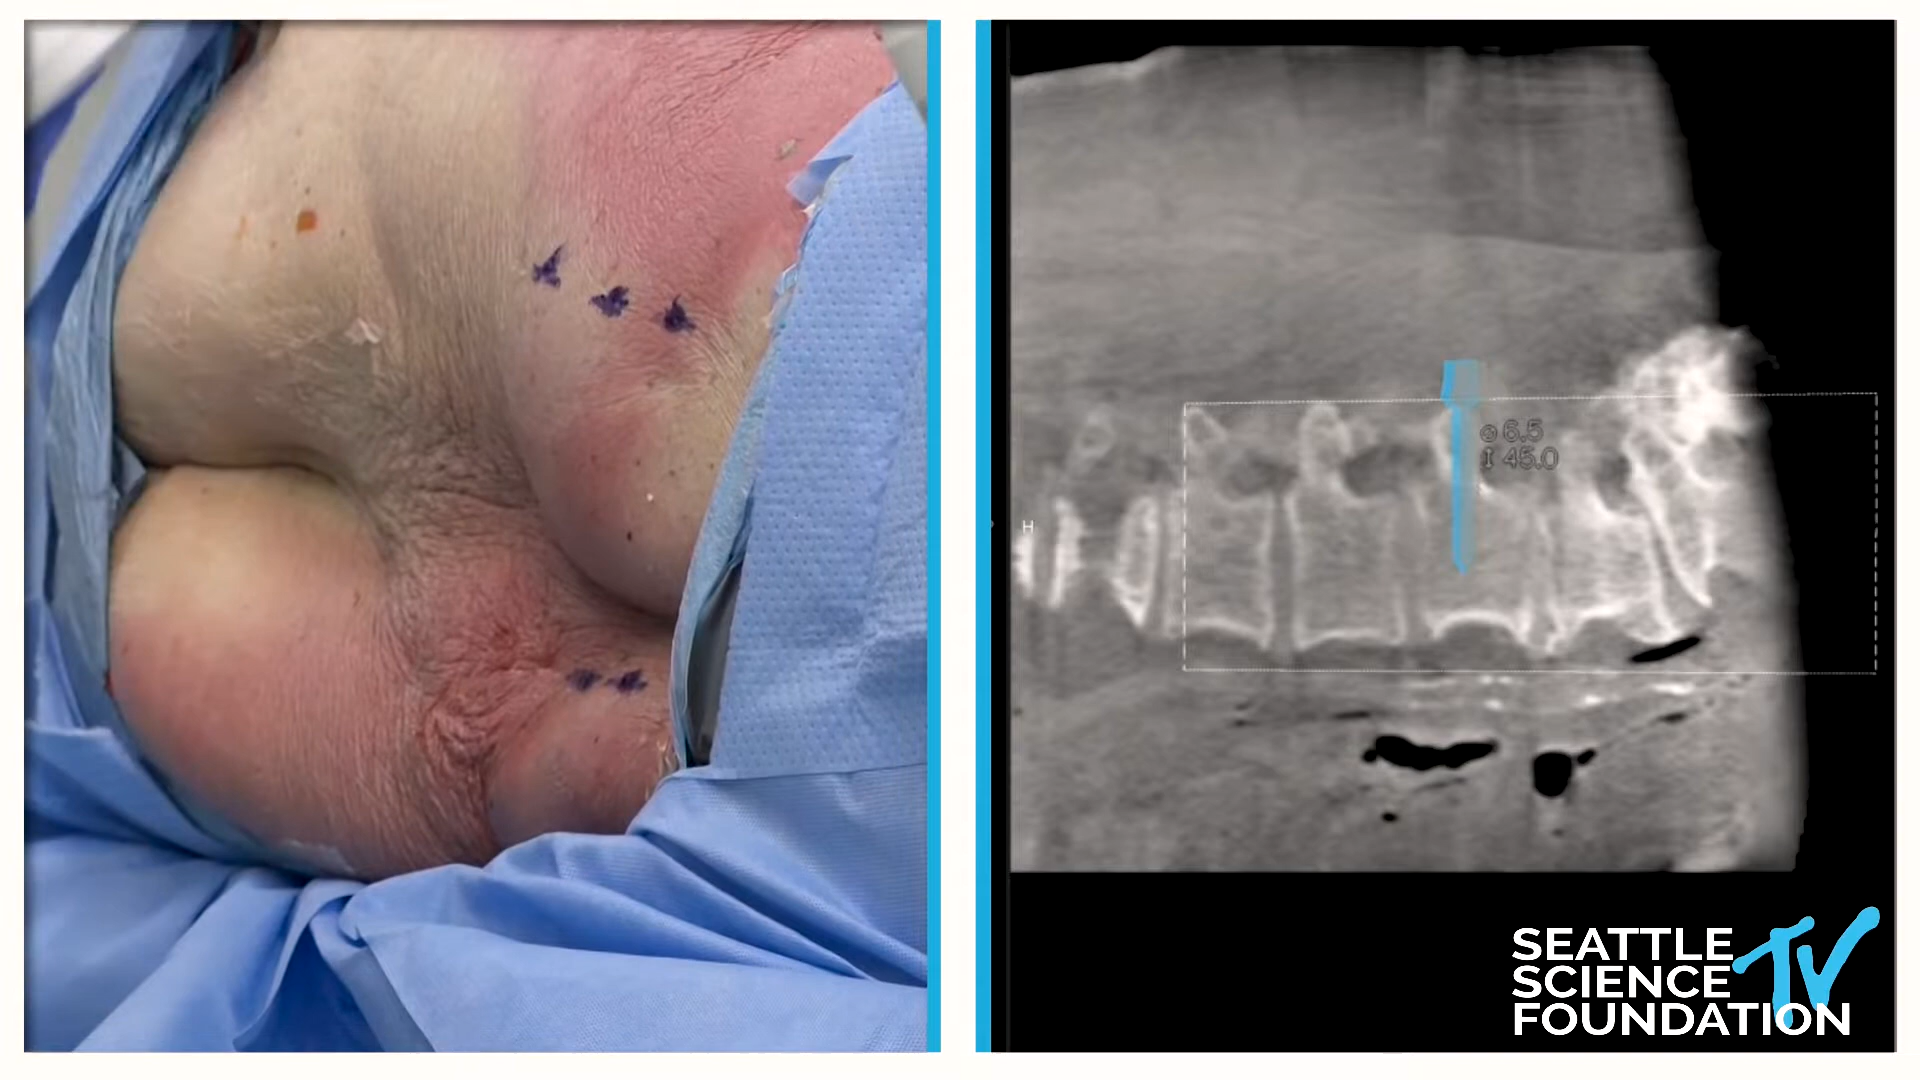 H
⌀ 6.5
I 45.0
SEATTLE
SCIENCE
FOUNDATION
TV